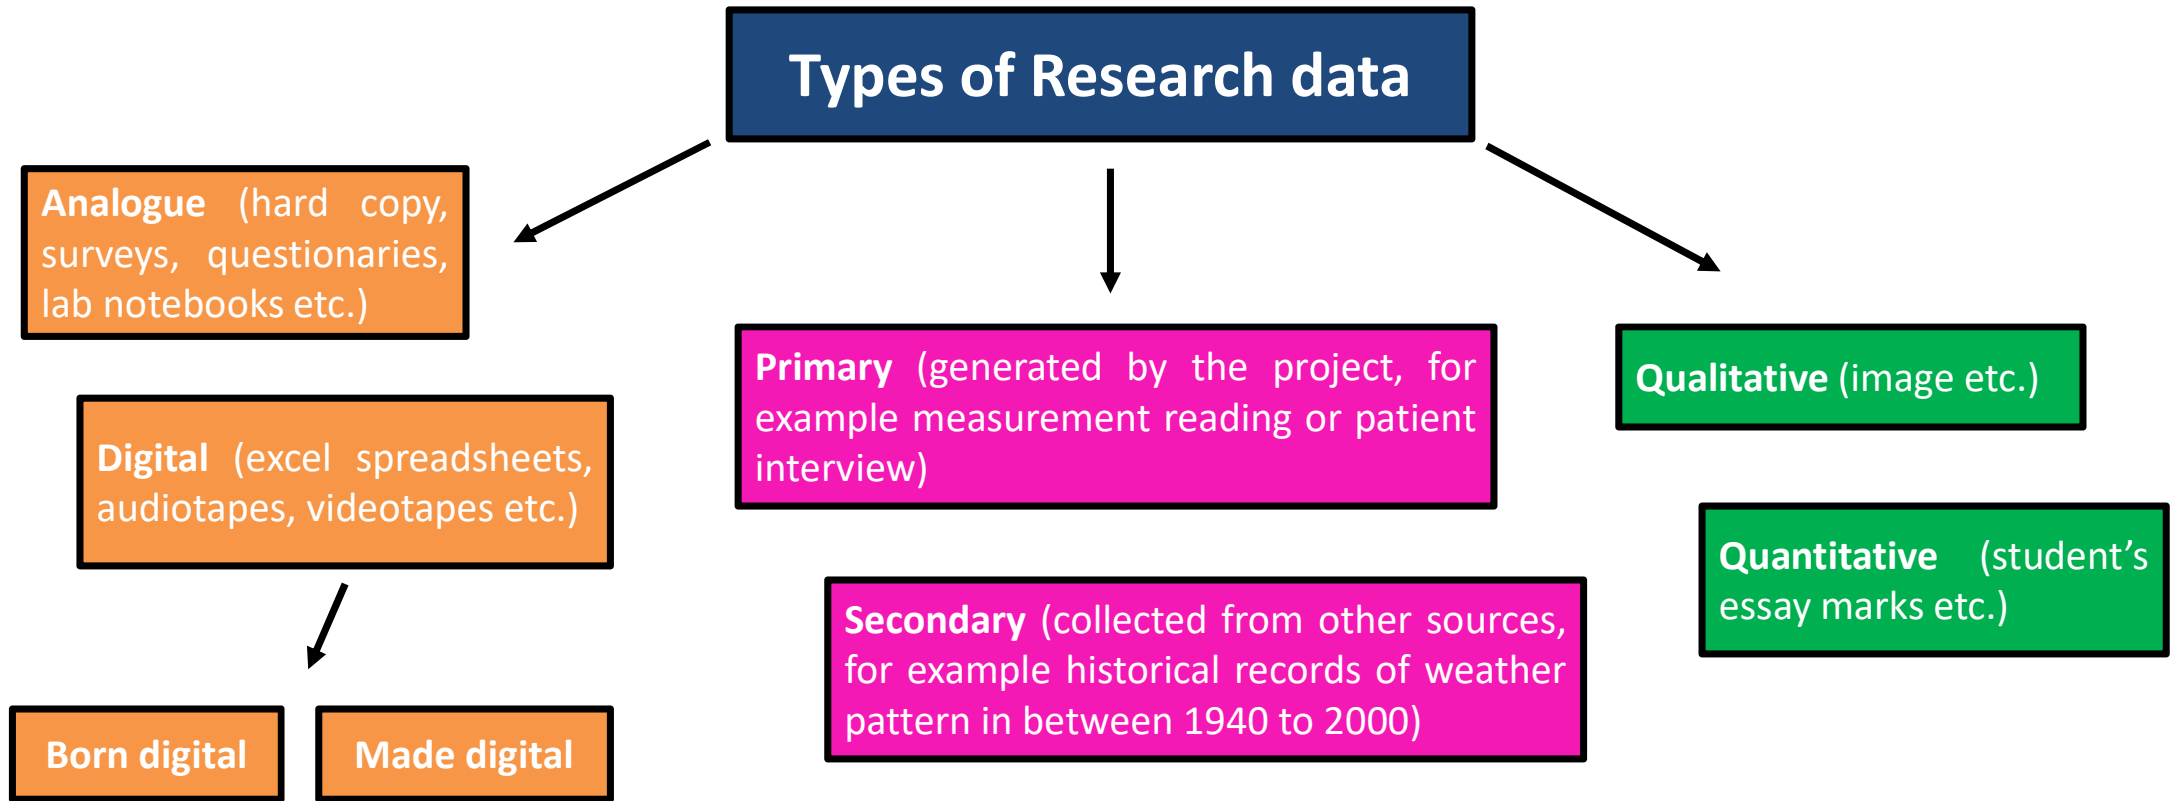 Types of Research data
Analogue (hard copy,
surveys, questionaries,
lab notebooks etc.)
Digital (excel spreadsheets,
audiotapes, videotapes etc.)
Born digital
Made digital
Primary (generated by the project, for
example measurement reading or patient
interview)
Secondary (collected from other sources,
for example historical records of weather
pattern in between 1940 to 2000)
Qualitative (image etc.)
Quantitative (student’s
essay marks etc.)